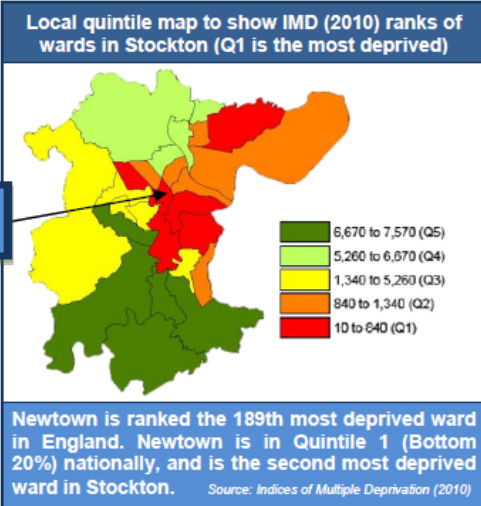 Local quintile map to show IMD (2010) ranks of
wards in Stockton (Q1 is the most deprived)
6,670 to 7,570 (Q5)
5,260 to 6,670 (Q4)
1,340 to 5,260 (Q3)
840 to 1,340 (Q2)
10 to 840 (Q1)
Newtown is ranked the 189th most deprived ward
in England. Newtown is in Quintile 1 (Bottom
20%) nationally, and is the second most deprived
ward in Stockton. Source: Indices of Multiple Deprivation (2010)